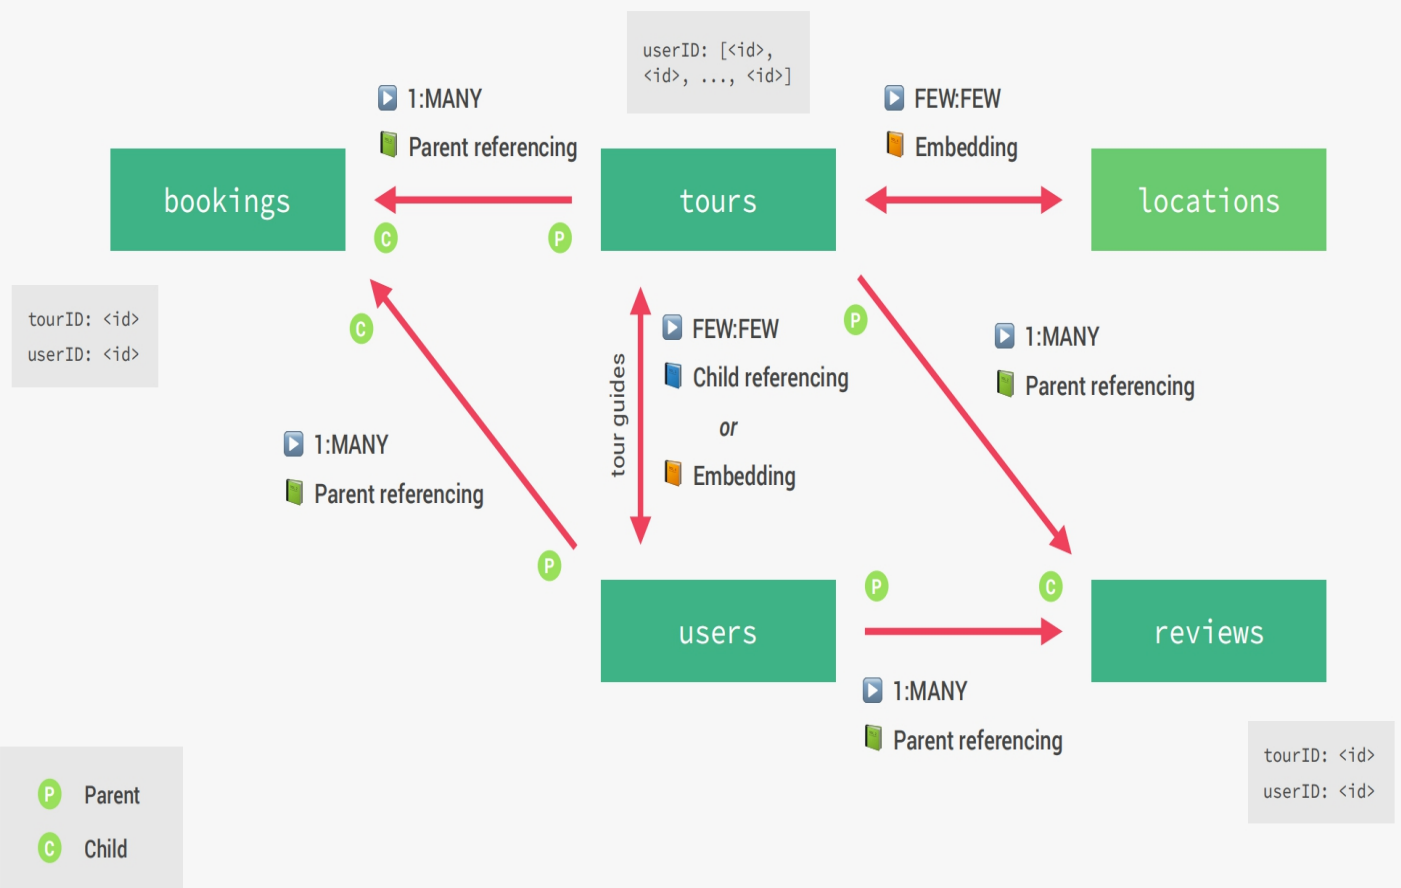 userID: [<id>,
<id>, ..., <id>]
1:MANY
Parent referencing
FEW:FEW
Embedding
bookings
tours
locations
C
P
tourID: <id>
userID: <id>
C
1:MANY
Parent referencing
tour guides
FEW:FEW
Child referencing
or
Embedding
P
1:MANY
Parent referencing
P
users
P
C
reviews
1:MANY
Parent referencing
tourID: <id>
userID: <id>
P Parent
C Child